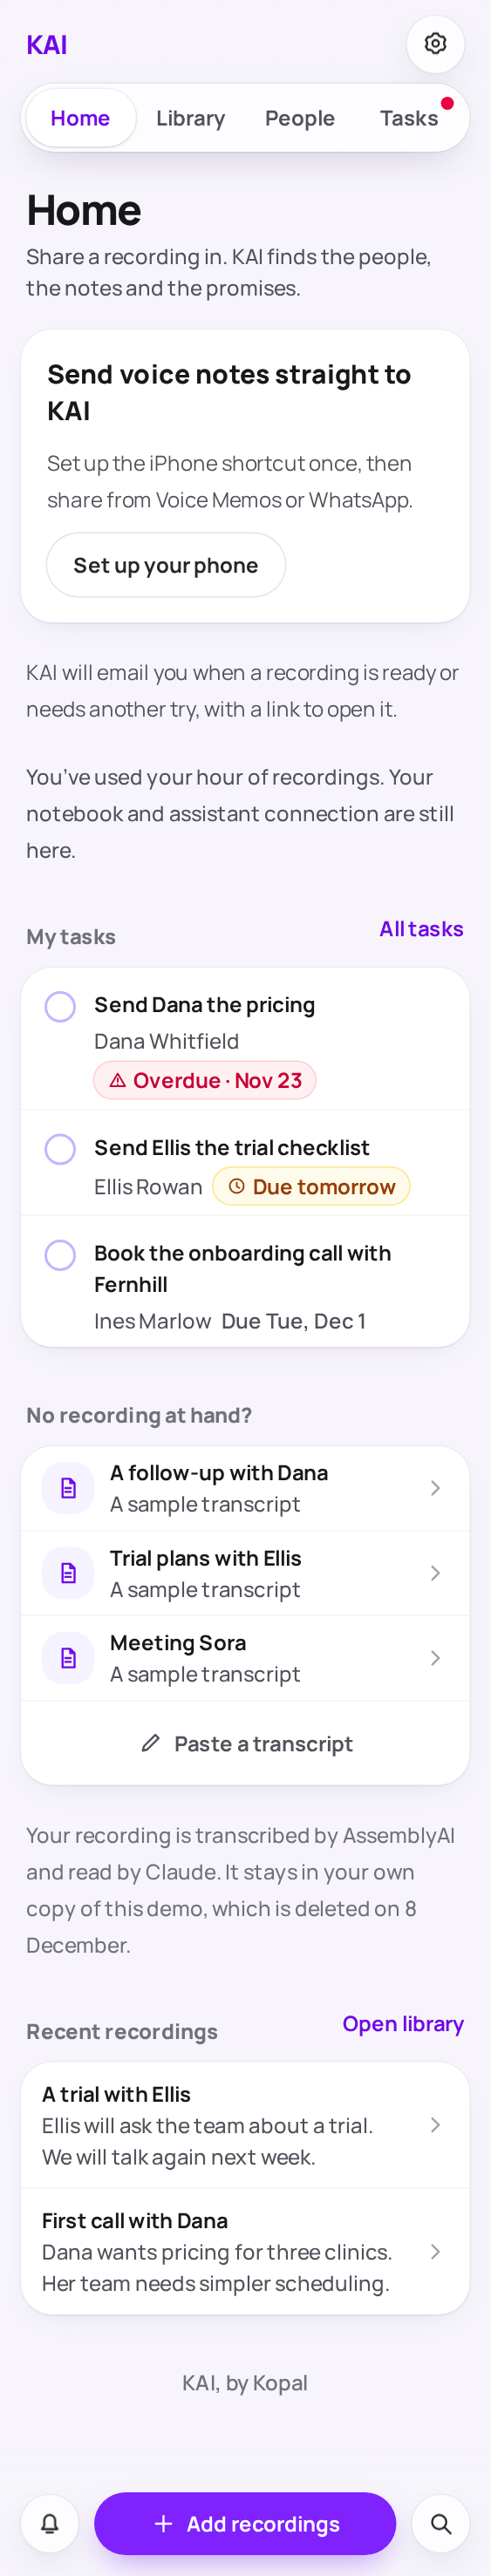 KAI
Home Library People Tasks
Home
Share a recording in. KAI finds the people,
the notes and the promises.
Send voice notes straight to
KAI
Set up the iPhone shortcut once, then
share from Voice Memos or WhatsApp.
Set up your phone
KAI will email you when a recording is ready or
needs another try, with a link to open it.
You’ve used your hour of recordings. Your
notebook and assistant connection are still
here.
My tasks All tasks
Send Dana the pricing
Dana Whitfield
Overdue · Nov 23
Send Ellis the trial checklist
Ellis Rowan Due tomorrow
Book the onboarding call with
Fernhill
Ines Marlow Due Tue, Dec 1
No recording at hand?
A follow-up with Dana
A sample transcript
Trial plans with Ellis
A sample transcript
Meeting Sora
A sample transcript
Paste a transcript
Your recording is transcribed by AssemblyAI
and read by Claude. It stays in your own
copy of this demo, which is deleted on 8
December.
Recent recordings Open library
A trial with Ellis
Ellis will ask the team about a trial.
We will talk again next week.
First call with Dana
Dana wants pricing for three clinics.
Her team needs simpler scheduling.
KAI, by Kopal
Add recordings